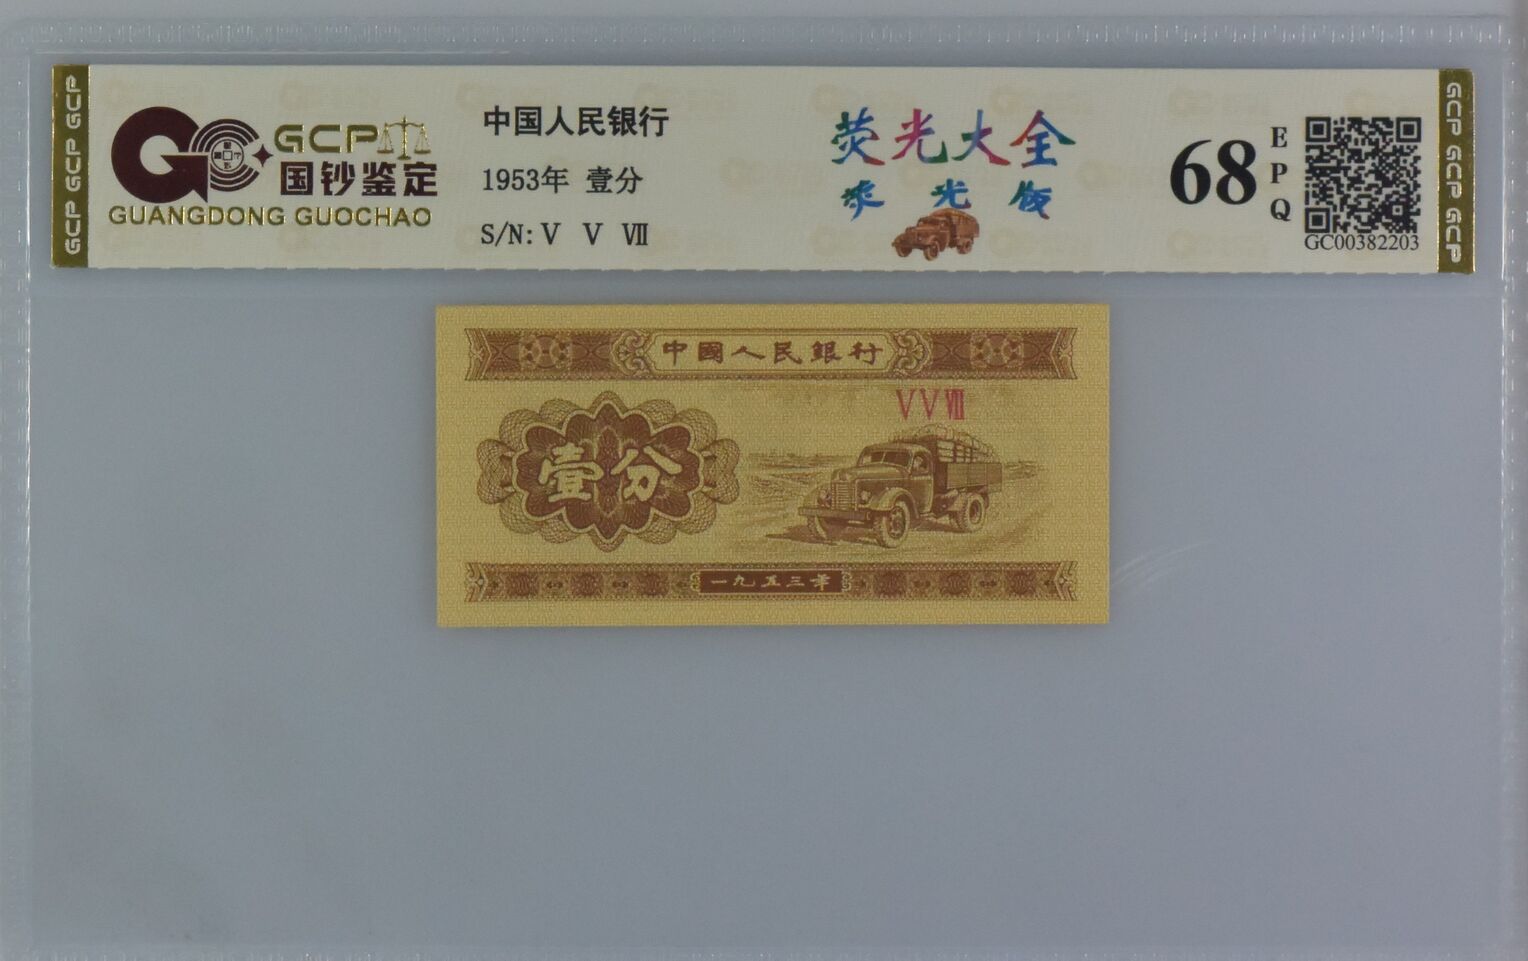 GCP GCP GCP
GCP
国钞鉴定
GUANGDONG GUOCHAO
中国人民银行
1953年 壹分
S/N: V V Ⅶ
荧光大全
荧光版
68
E
P
Q
GC00382203
GCP GCP GCP
中國人民銀行
VVⅦ
壹分
一九五三年